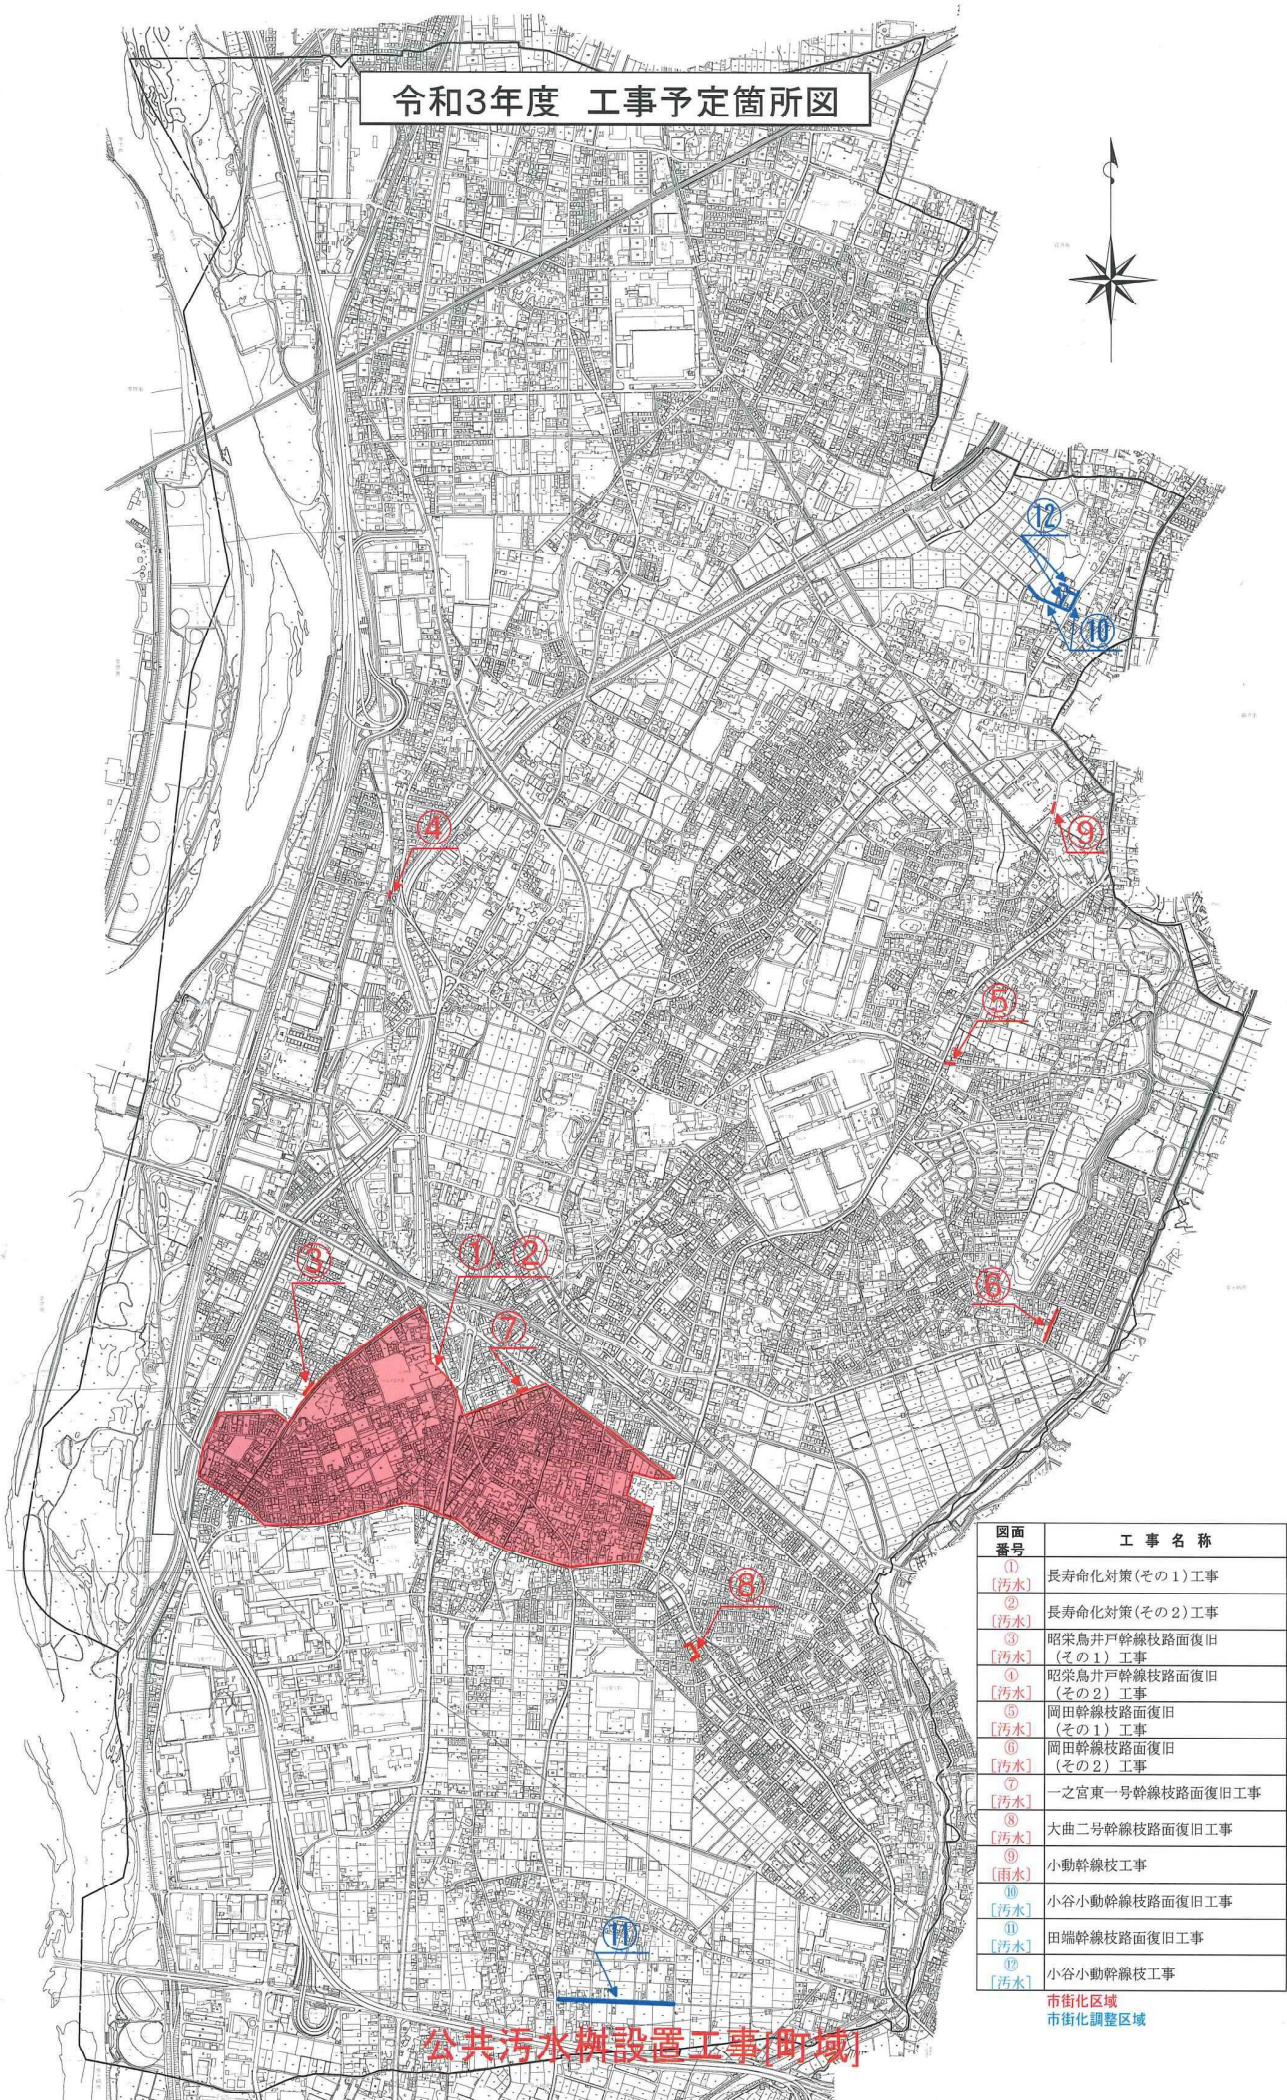 令和3年度 工事予定箇所図
⑫
⑩
④
⑨
⑤
③
①,②
⑥
⑦
⑧
⑪
公共汚水桝設置工事[町域]
図面番号 工事名称
① [汚水] 長寿命化対策(その1)工事
② [汚水] 長寿命化対策(その2)工事
③ [汚水] 昭栄鳥井戸幹線枝路面復旧
(その1) 工事
④ [汚水] 昭栄鳥井戸幹線枝路面復旧
(その2) 工事
⑤ [汚水] 岡田幹線枝路面復旧
(その1) 工事
⑥ [汚水] 岡田幹線枝路面復旧
(その2) 工事
⑦ [汚水] 一之宮東一号幹線枝路面復旧工事
⑧ [汚水] 大曲二号幹線枝路面復旧工事
⑨ [雨水] 小動幹線枝工事
⑩ [汚水] 小谷小動幹線枝路面復旧工事
⑪ [汚水] 田端幹線枝路面復旧工事
⑫ [汚水] 小谷小動幹線枝工事
市街化区域
市街化調整区域